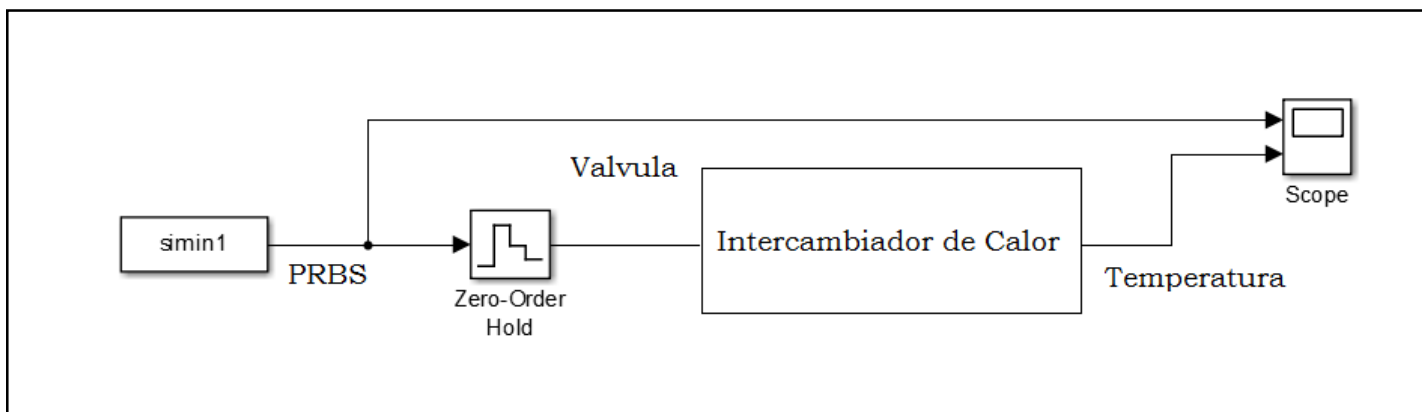 Valvula
Scope
simin1
Intercambiador de Calor
PRBS
Temperatura
Zero-Order
Hold